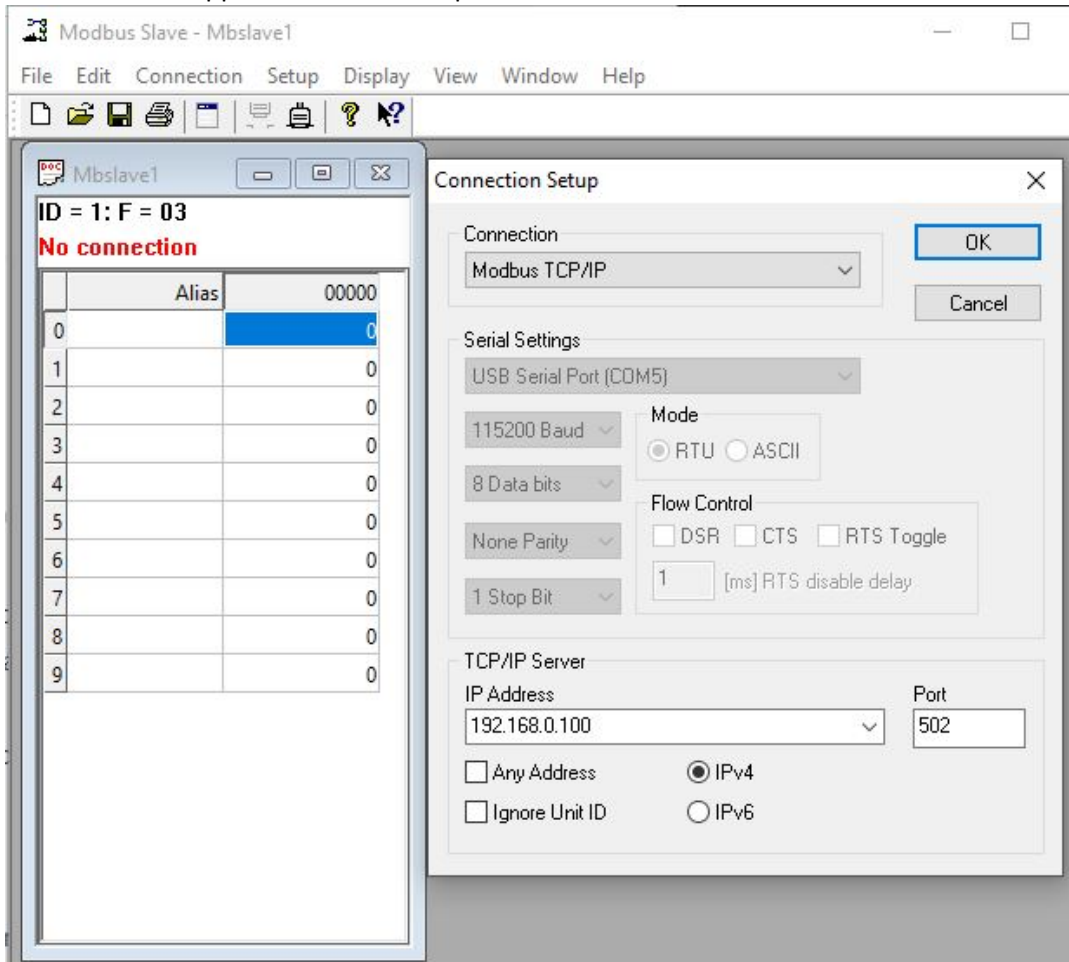 Modbus Slave - Mbslave1
File Edit Connection Setup Display View Window Help
Mbslave1
ID = 1: F = 03
No connection
Alias 00000
0 0
1 0
2 0
3 0
4 0
5 0
6 0
7 0
8 0
9 0
Connection Setup
Connection
Modbus TCP/IP
OK
Cancel
Serial Settings
USB Serial Port (COM5)
115200 Baud
Mode
RTU ASCII
8 Data bits
Flow Control
DSR CTS RTS Toggle
None Parity
1 [ms] RTS disable delay
1 Stop Bit
TCP/IP Server
IP Address Port
192.168.0.100 502
Any Address IPv4
Ignore Unit ID IPv6